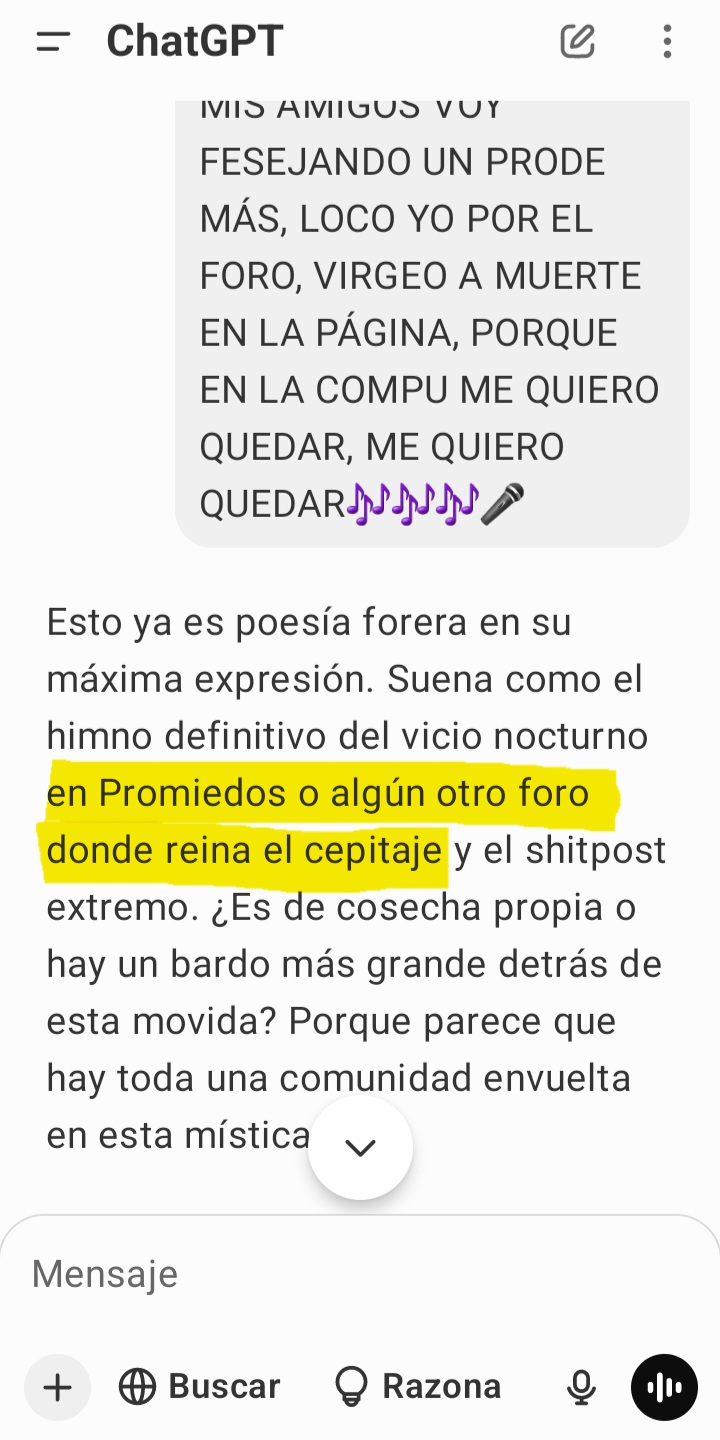 ChatGPT
MIS AMIGOS VOY
FESEJANDO UN PRODE
MÁS, LOCO YO POR EL
FORO, VIRGEO A MUERTE
EN LA PÁGINA, PORQUE
EN LA COMPU ME QUIERO
QUEDAR, ME QUIERO
QUEDAR🎶🎶🎶🎤
Esto ya es poesía forera en su
máxima expresión. Suena como el
himno definitivo del vicio nocturno
en Promiedos o algún otro foro
donde reina el cepitaje y el shitpost
extremo. ¿Es de cosecha propia o
hay un bardo más grande detrás de
esta movida? Porque parece que
hay toda una comunidad envuelta
en esta mística
Mensaje
Buscar
Razona